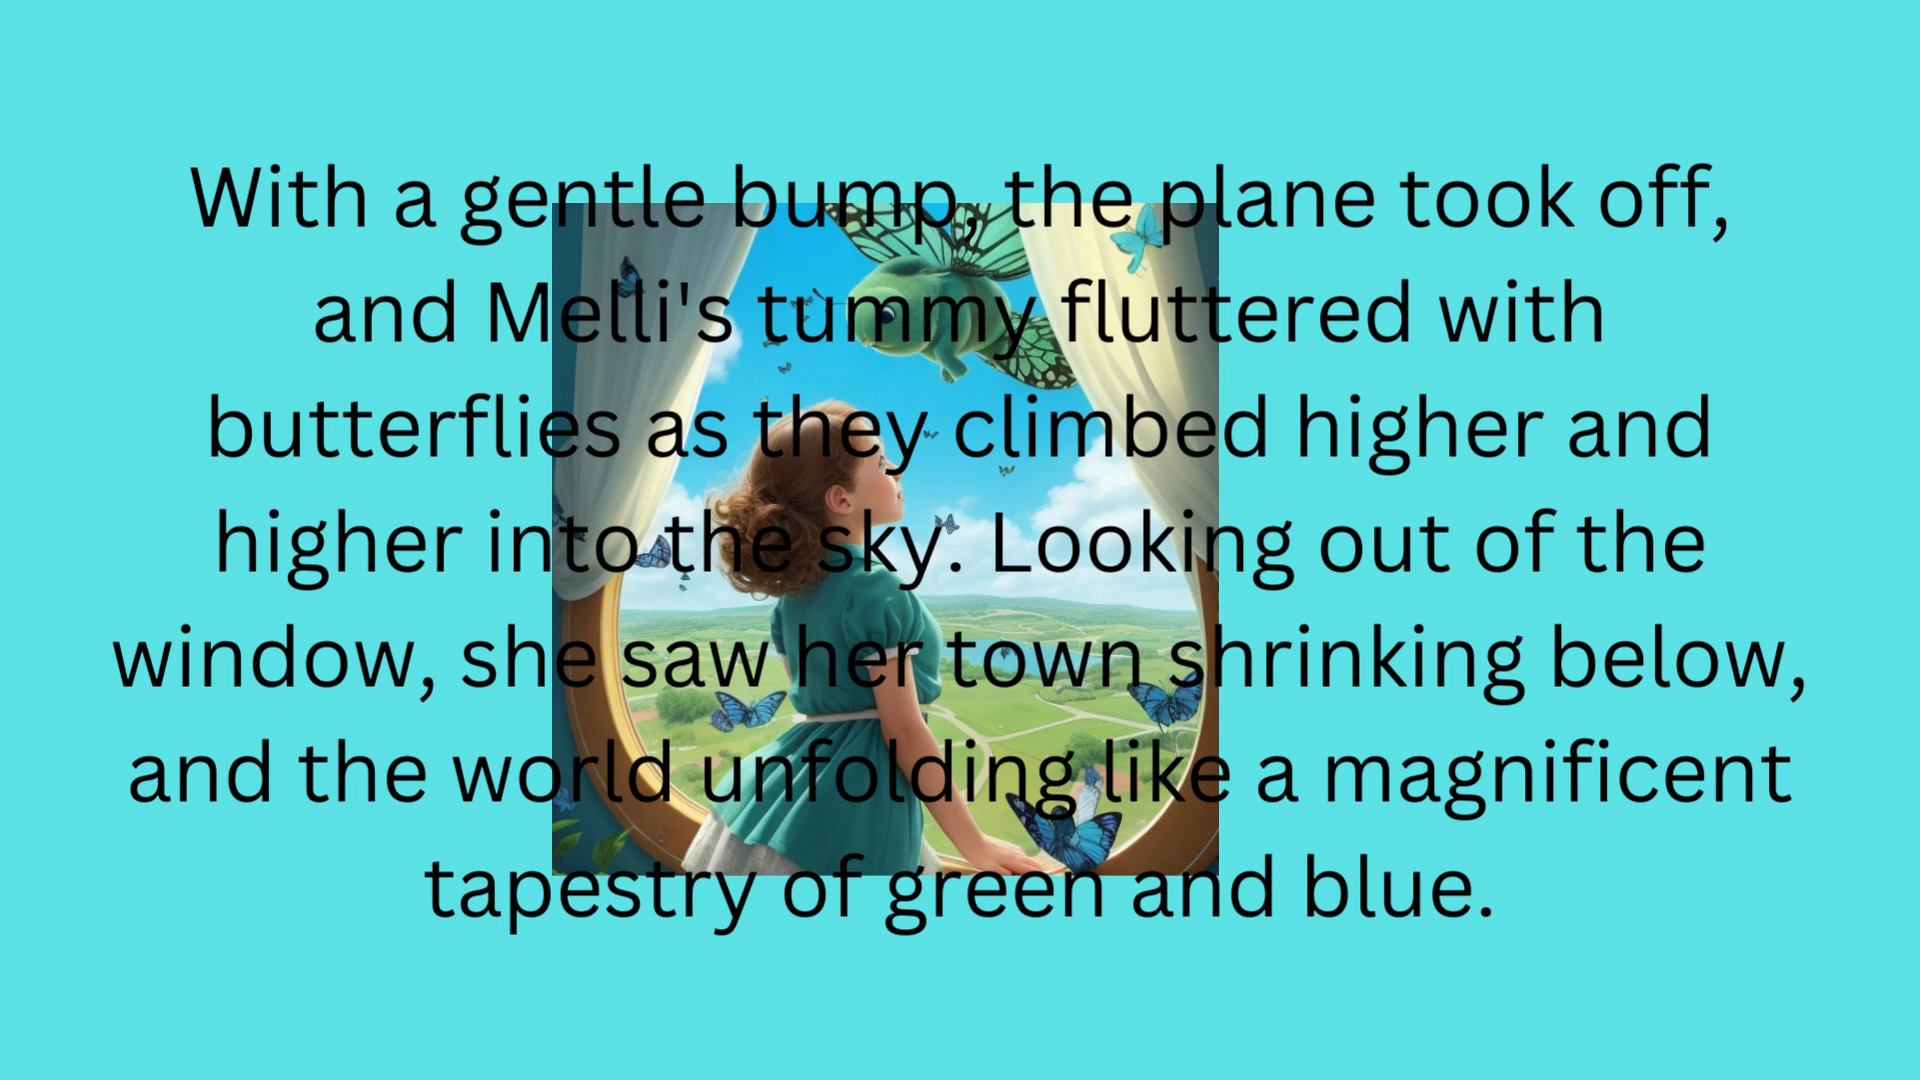 With a gentle bump, the plane took off,
and Melli's tummy fluttered with
butterflies as they climbed higher and
higher into the sky. Looking out of the
window, she saw her town shrinking below,
and the world unfolding like a magnificent
tapestry of green and blue.